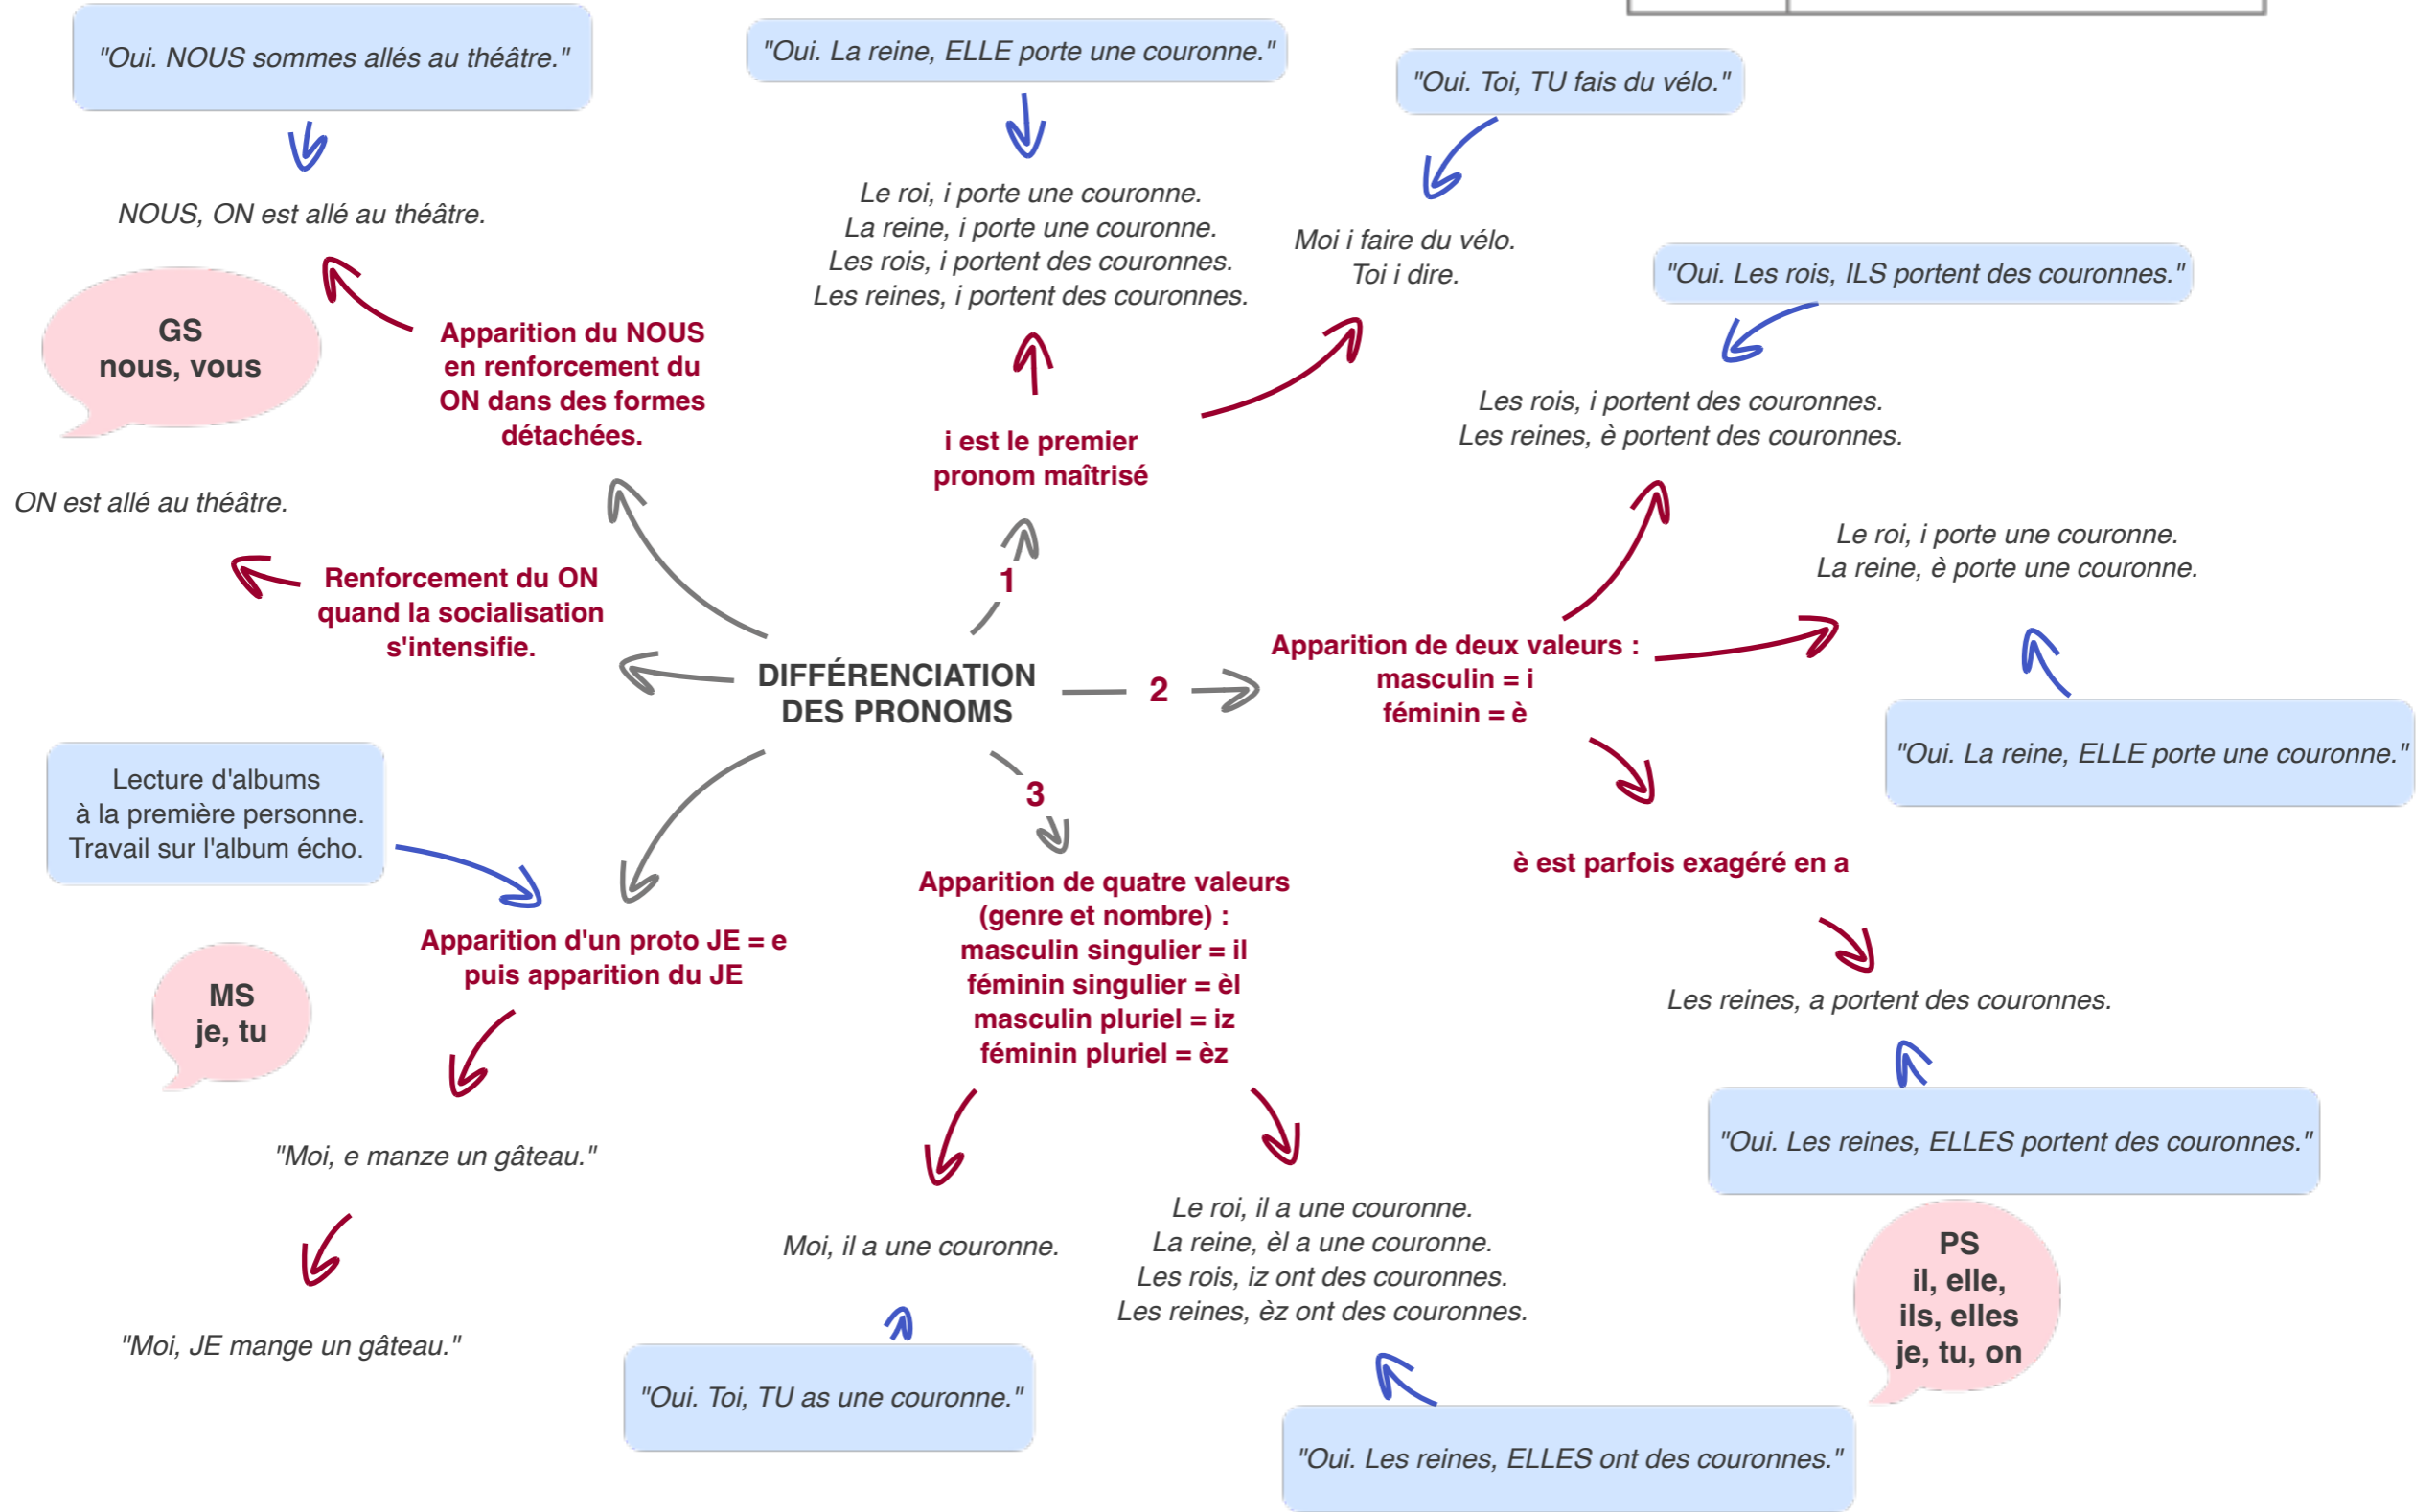 "Oui. NOUS sommes allés au théâtre."
NOUS, ON est allé au théâtre.
GS
nous, vous
Apparition du NOUS
en renforcement du
ON dans des formes
détachées.
ON est allé au théâtre.
Renforcement du ON
quand la socialisation
s'intensifie.
"Oui. La reine, ELLE porte une couronne."
Le roi, i porte une couronne.
La reine, i porte une couronne.
Les rois, i portent des couronnes.
Les reines, i portent des couronnes.
"Oui. Toi, TU fais du vélo."
Moi i faire du vélo.
Toi i dire.
i est le premier
pronom maîtrisé
1
"Oui. Les rois, ILS portent des couronnes."
Les rois, i portent des couronnes.
Les reines, è portent des couronnes.
Le roi, i porte une couronne.
La reine, è porte une couronne.
DIFFÉRENCIATION
DES PRONOMS
2
Apparition de deux valeurs :
masculin = i
féminin = è
"Oui. La reine, ELLE porte une couronne."
è est parfois exagéré en a
Les reines, a portent des couronnes.
"Oui. Les reines, ELLES portent des couronnes."
PS
il, elle,
ils, elles
je, tu, on
3
Apparition de quatre valeurs
(genre et nombre) :
masculin singulier = il
féminin singulier = èl
masculin pluriel = iz
féminin pluriel = èz
Moi, il a une couronne.
"Oui. Toi, TU as une couronne."
Le roi, il a une couronne.
La reine, èl a une couronne.
Les rois, iz ont des couronnes.
Les reines, èz ont des couronnes.
"Oui. Les reines, ELLES ont des couronnes."
Lecture d'albums
à la première personne.
Travail sur l'album écho.
Apparition d'un proto JE = e
puis apparition du JE
MS
je, tu
"Moi, e manze un gâteau."
"Moi, JE mange un gâteau."